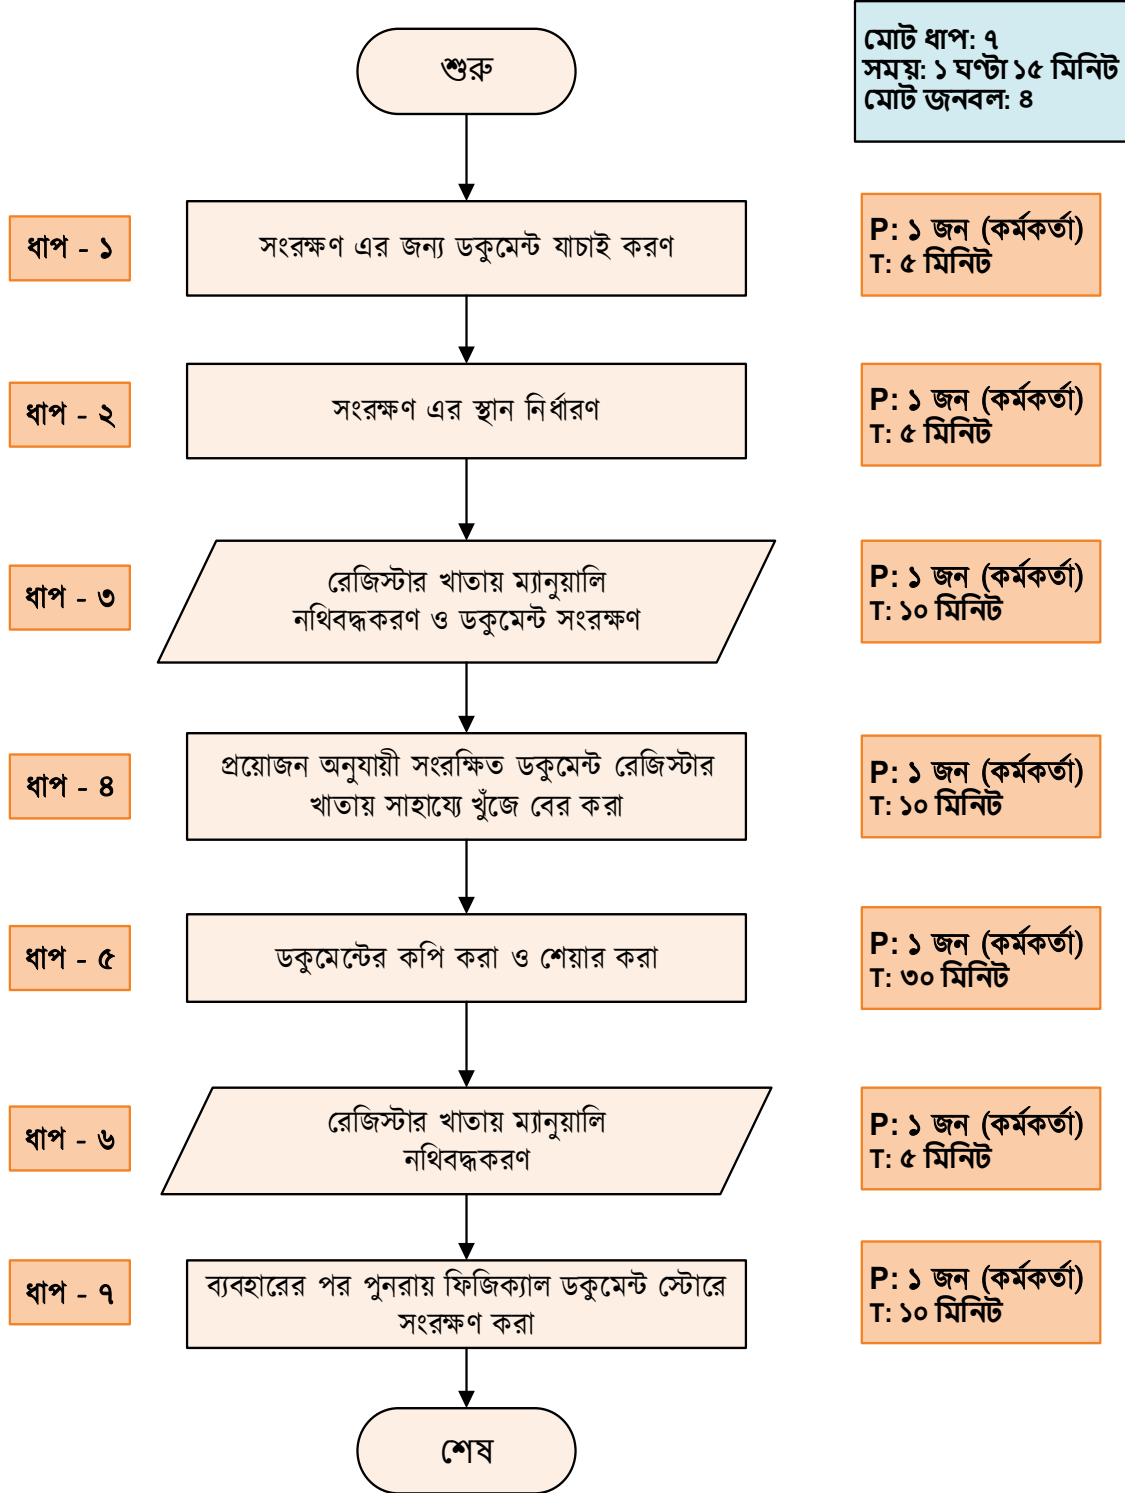 শুরু
মোট ধাপ: ৭
সময়: ১ ঘণ্টা ১৫ মিনিট
মোট জনবল: ৪
ধাপ - ১
সংরক্ষণ এর জন্য ডকুমেন্ট যাচাই করণ
P: ১ জন (কর্মকর্তা)
T: ৫ মিনিট
ধাপ - ২
সংরক্ষণ এর স্থান নির্ধারণ
P: ১ জন (কর্মকর্তা)
T: ৫ মিনিট
ধাপ - ৩
রেজিস্টার খাতায় ম্যানুয়ালি
নথিবদ্ধকরণ ও ডকুমেন্ট সংরক্ষণ
P: ১ জন (কর্মকর্তা)
T: ১০ মিনিট
ধাপ - ৪
প্রয়োজন অনুযায়ী সংরক্ষিত ডকুমেন্ট রেজিস্টার
খাতায় সাহায্যে খুঁজে বের করা
P: ১ জন (কর্মকর্তা)
T: ১০ মিনিট
ধাপ - ৫
ডকুমেন্টের কপি করা ও শেয়ার করা
P: ১ জন (কর্মকর্তা)
T: ৩০ মিনিট
ধাপ - ৬
রেজিস্টার খাতায় ম্যানুয়ালি
নথিবদ্ধকরণ
P: ১ জন (কর্মকর্তা)
T: ৫ মিনিট
ধাপ - ৭
ব্যবহারের পর পুনরায় ফিজিক্যাল ডকুমেন্ট স্টোরে
সংরক্ষণ করা
P: ১ জন (কর্মকর্তা)
T: ১০ মিনিট
শেষ